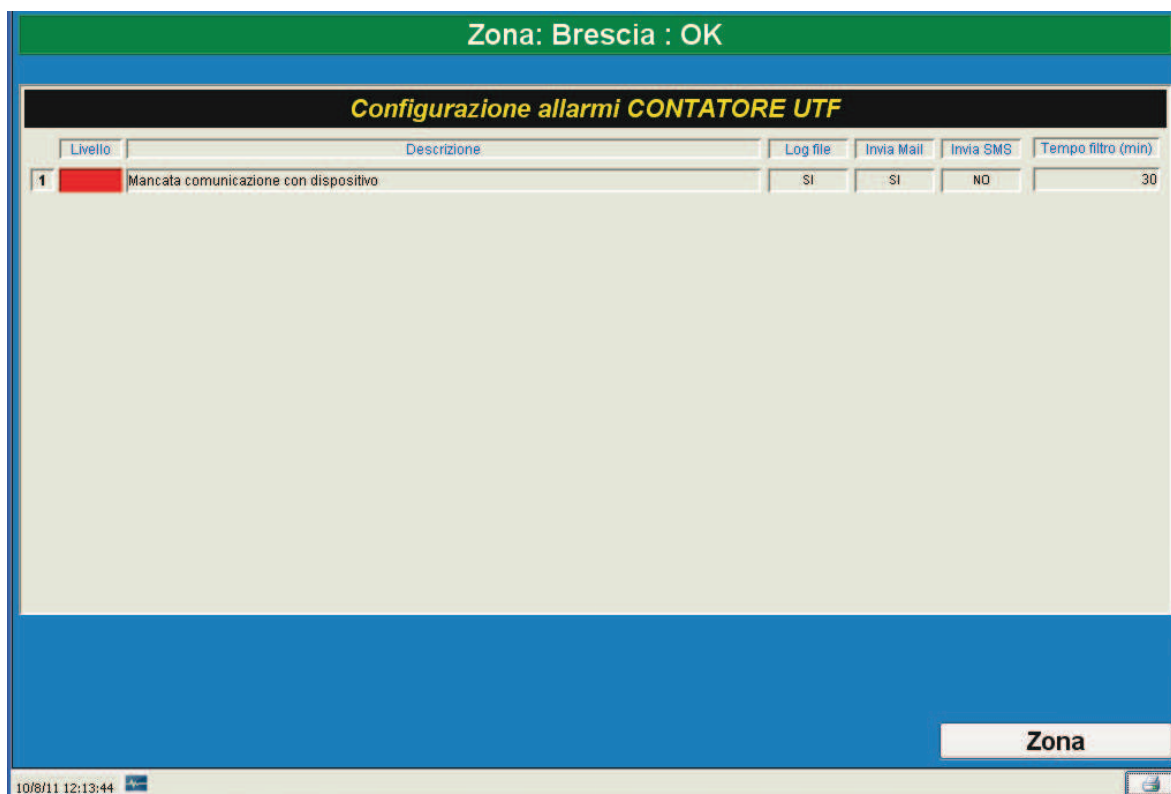 Zona: Brescia : OK
Configurazione allarmi CONTATORE UTF
Livello Descrizione Log file Invia Mail Invia SMS Tempo filtro (min)
1 Mancata comunicazione con dispositivo SI SI NO 30
Zona
10/8/11 12:13:44